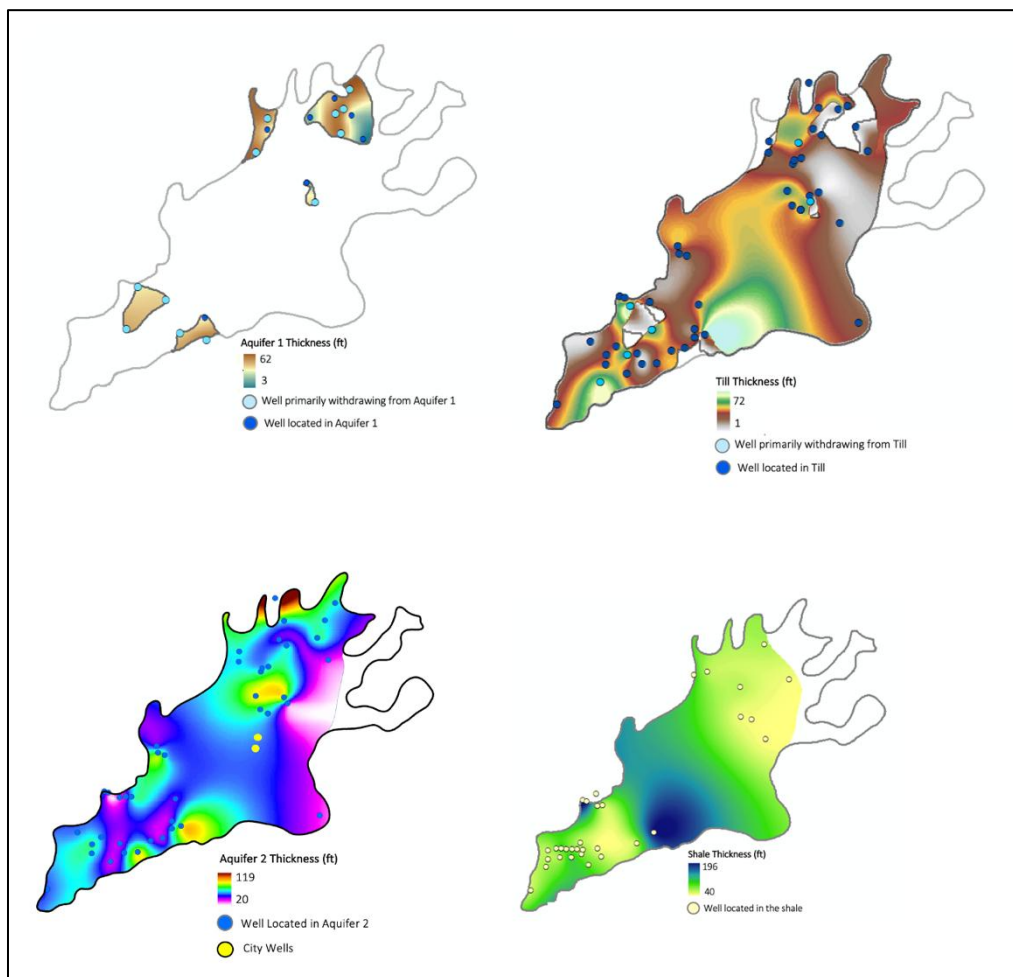 Aquifer 1 Thickness (ft)
62
3
Well primarily withdrawing from Aquifer 1
Well located in Aquifer 1
Till Thickness (ft)
72
1
Well primarily withdrawing from Till
Well located in Till
Aquifer 2 Thickness (ft)
119
20
Well Located in Aquifer 2
City Wells
Shale Thickness (ft)
196
40
Well located in the shale